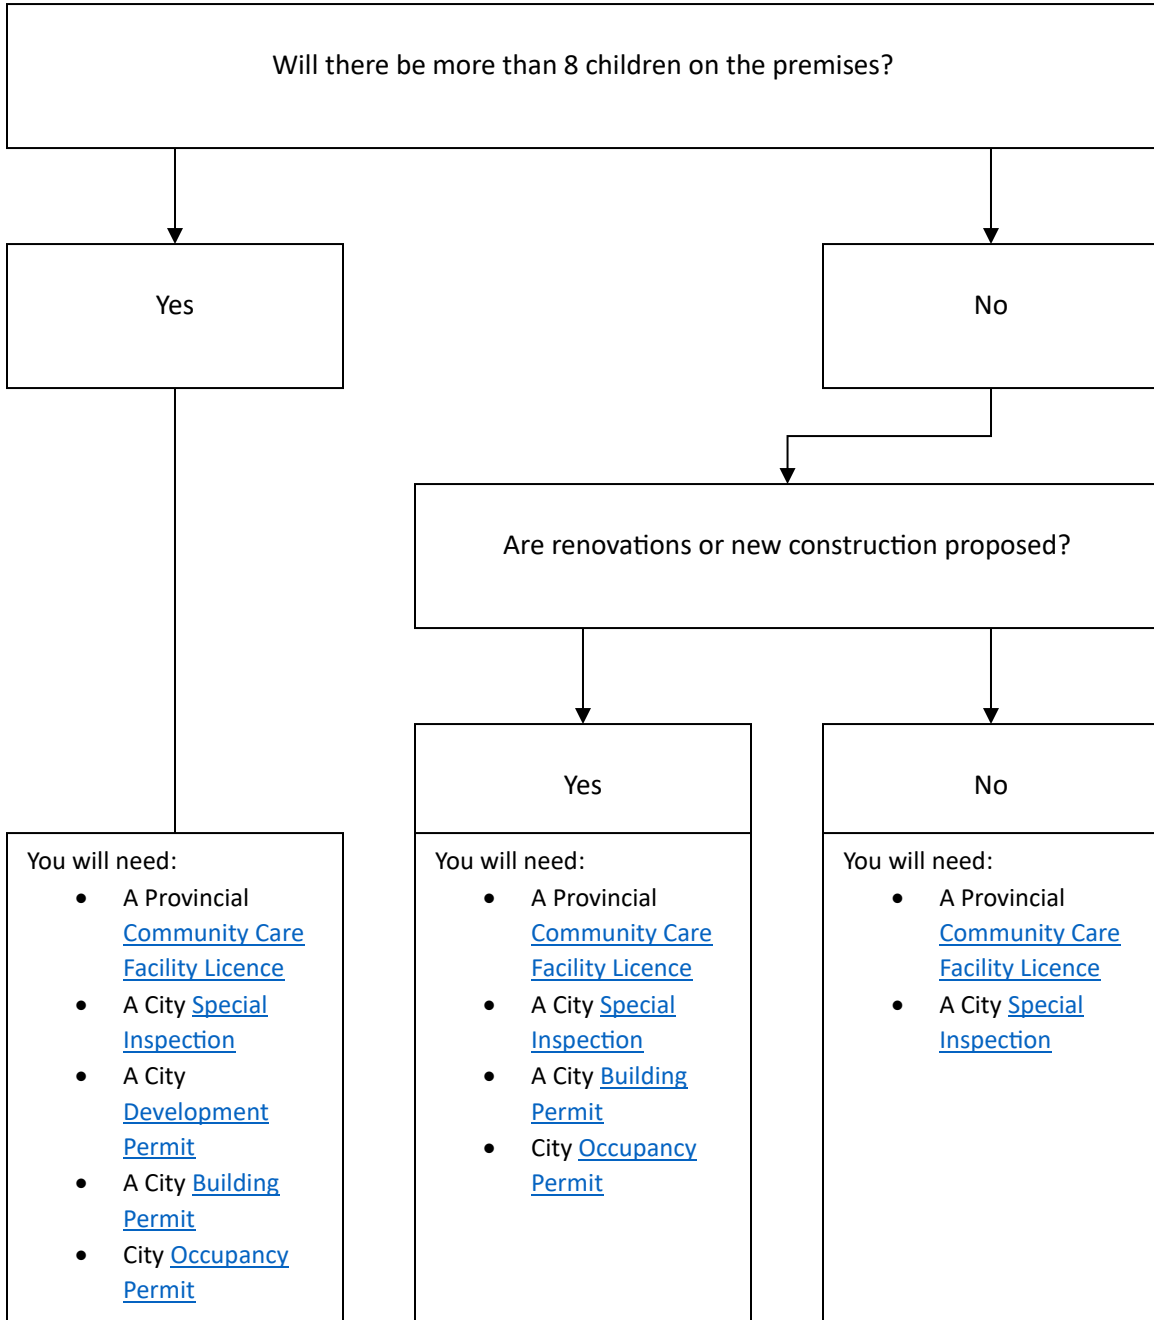 Will there be more than 8 children on the premises?
Yes
No
Are renovations or new construction proposed?
Yes
No
You will need:
• A Provincial
Community Care
Facility Licence
• A City Special
Inspection
• A City
Development
Permit
• A City Building
Permit
• City Occupancy
Permit
You will need:
• A Provincial
Community Care
Facility Licence
• A City Special
Inspection
• A City Building
Permit
• City Occupancy
Permit
You will need:
• A Provincial
Community Care
Facility Licence
• A City Special
Inspection